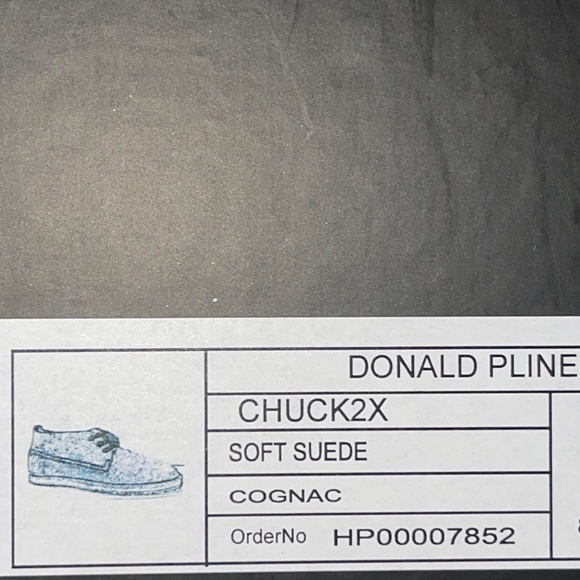 DONALD PLINE
CHUCK2X
SOFT SUEDE
COGNAC
OrderNo HP00007852